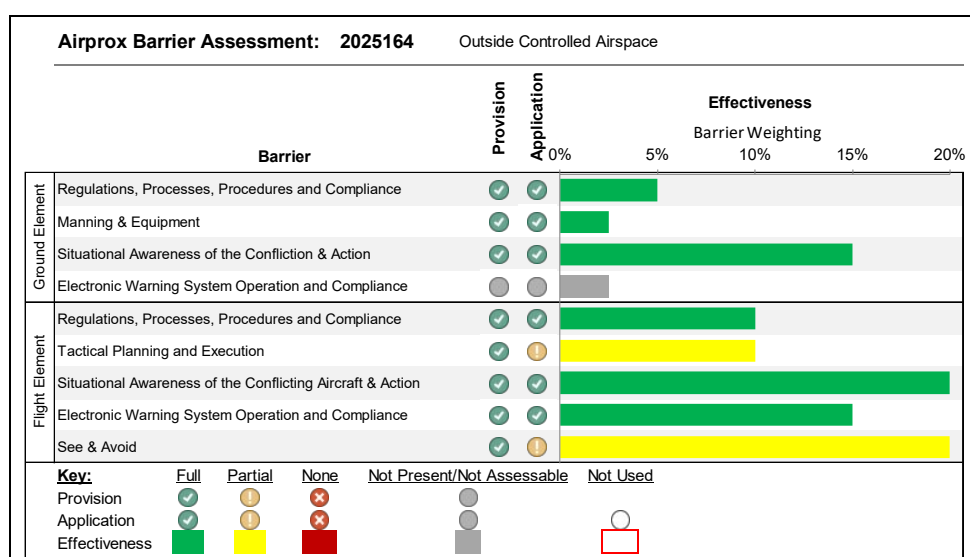 Airprox Barrier Assessment: 2025164 Outside Controlled Airspace
Barrier Provision Application Effectiveness
Barrier Weighting
0% 5% 10% 15% 20%
Ground Element
Regulations, Processes, Procedures and Compliance
Manning & Equipment
Situational Awareness of the Confliction & Action
Electronic Warning System Operation and Compliance
Flight Element
Regulations, Processes, Procedures and Compliance
Tactical Planning and Execution
Situational Awareness of the Conflicting Aircraft & Action
Electronic Warning System Operation and Compliance
See & Avoid
Key: Full Partial None Not Present/Not Assessable Not Used
Provision
Application
Effectiveness